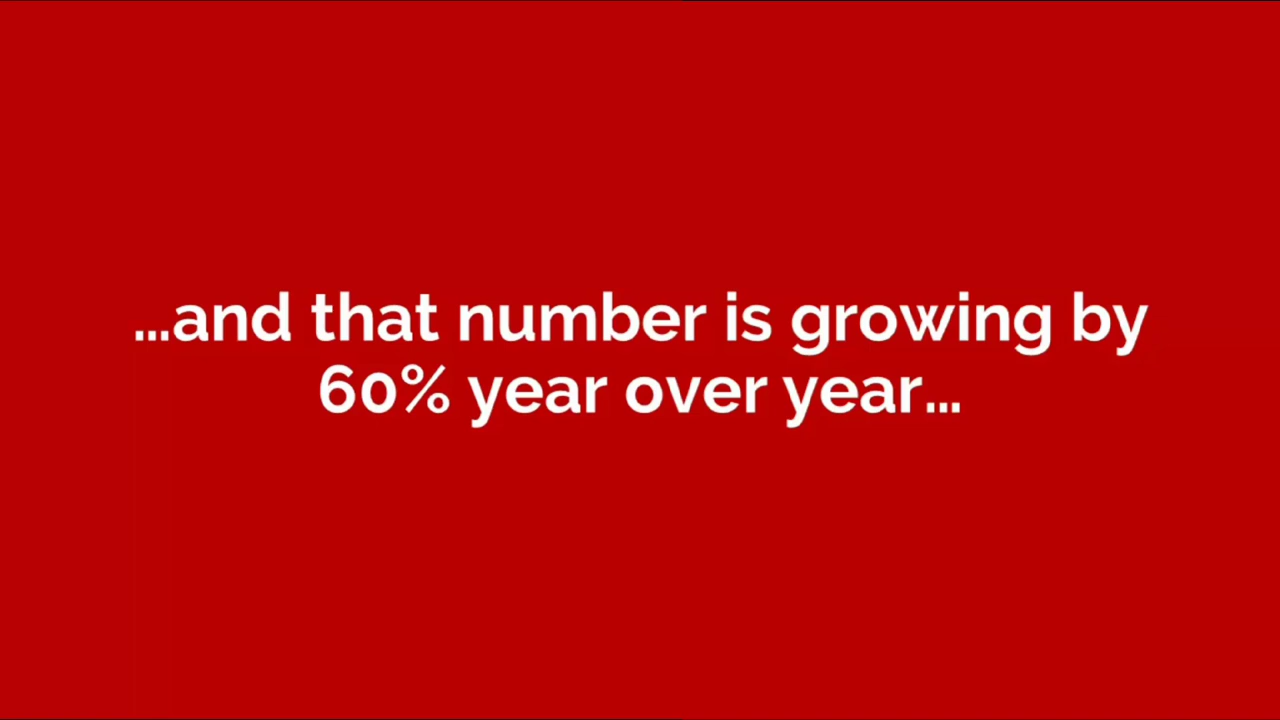 ...and that number is growing by
60% year over year...